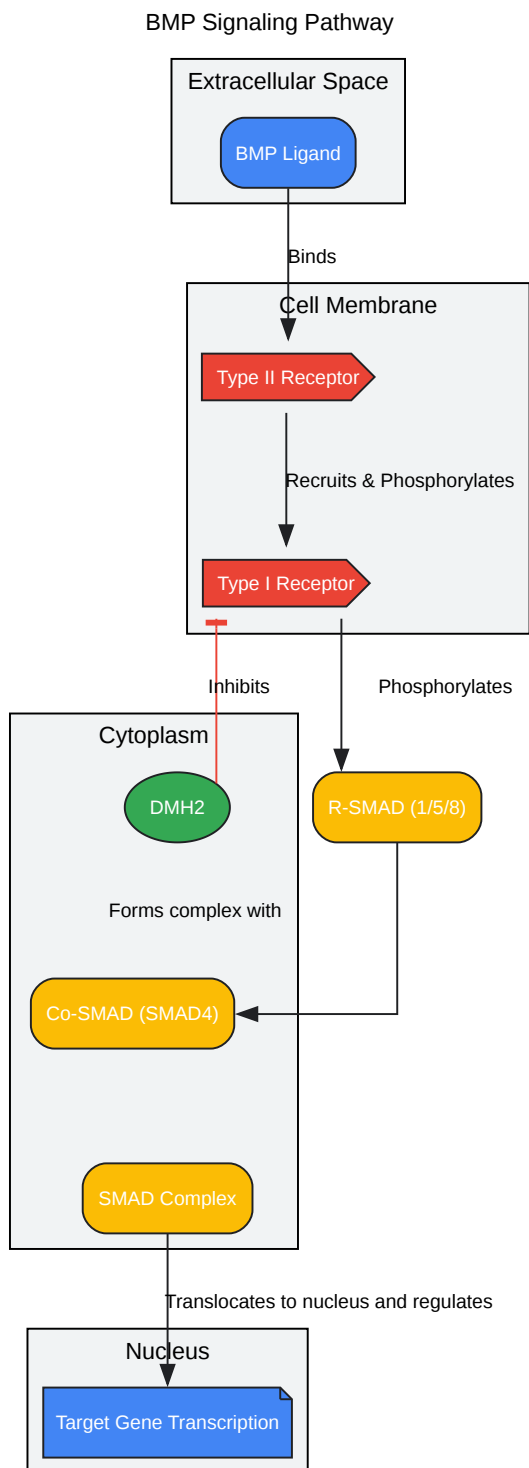 BMP Signaling Pathway
Extracellular Space
BMP Ligand
Binds
Cell Membrane
Type II Receptor
Recruits & Phosphorylates
Type I Receptor
Inhibits
Phosphorylates
Cytoplasm
DMH2
R-SMAD (1/5/8)
Forms complex with
Co-SMAD (SMAD4)
SMAD Complex
Translocates to nucleus and regulates
Nucleus
Target Gene Transcription